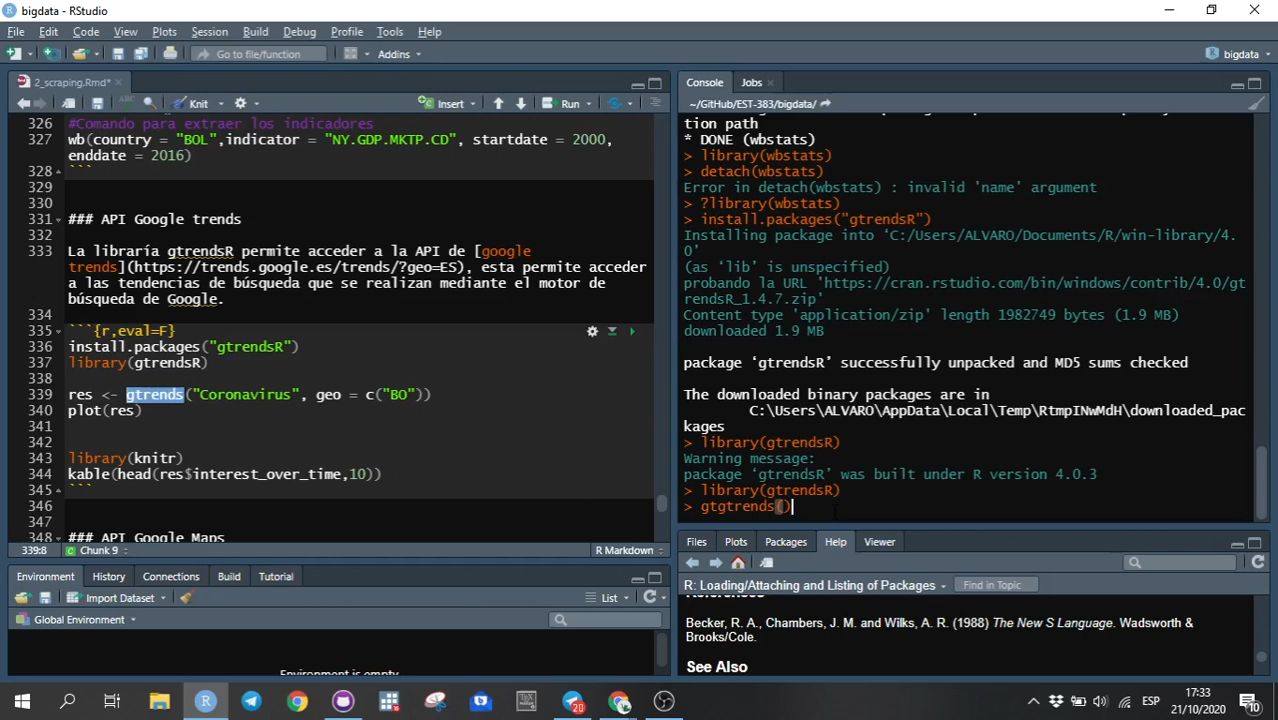 bigdata - RStudio
File Edit Code View Plots Session Build Debug Profile Tools Help
Go to file/function Addins bigdata
2_scraping.Rmd*
Knit Insert Run
326 #Comando para extraer los indicadores
327 wb(country = "BOL",indicator = "NY.GDP.MKTP.CD", startdate = 2000,
enddate = 2016)
328 ```
329
330
331 ### API Google trends
332
333 La libraría gtrendsR permite acceder a la API de [google
trends](https://trends.google.es/trends/?geo=ES), esta permite acceder
a las tendencias de búsqueda que se realizan mediante el motor de
búsqueda de Google.
334
335 ```{r,eval=F}
336 install.packages("gtrendsR")
337 library(gtrendsR)
338
339 res <- gtrends("Coronavirus", geo = c("BO"))
340 plot(res)
341
342
343 library(knitr)
344 kable(head(res$interest_over_time,10))
345 ```
346
347
348 ### API Google Maps
339:8 Chunk 9 R Markdown
Environment History Connections Build Tutorial
Import Dataset List
Global Environment
Environment is empty
Console Jobs
~/GitHub/EST-383/bigdata/
tion path
* DONE (wbstats)
> library(wbstats)
> detach(wbstats)
Error in detach(wbstats) : invalid 'name' argument
> ?library(wbstats)
> install.packages("gtrendsR")
Installing package into ‘C:/Users/ALVARO/Documents/R/win-library/4.
0’
(as ‘lib’ is unspecified)
probando la URL 'https://cran.rstudio.com/bin/windows/contrib/4.0/gt
rendsR_1.4.7.zip'
Content type 'application/zip' length 1982749 bytes (1.9 MB)
downloaded 1.9 MB
package ‘gtrendsR’ successfully unpacked and MD5 sums checked
The downloaded binary packages are in
C:\Users\ALVARO\AppData\Local\Temp\RtmpINwMdH\downloaded_pac
kages
> library(gtrendsR)
Warning message:
package ‘gtrendsR’ was built under R version 4.0.3
> library(gtrendsR)
> gtgtrends()
Files Plots Packages Help Viewer
R: Loading/Attaching and Listing of Packages Find in Topic
References
Becker, R. A., Chambers, J. M. and Wilks, A. R. (1988) The New S Language. Wadsworth &
Brooks/Cole.
See Also
20 ESP 17:33
21/10/2020 10